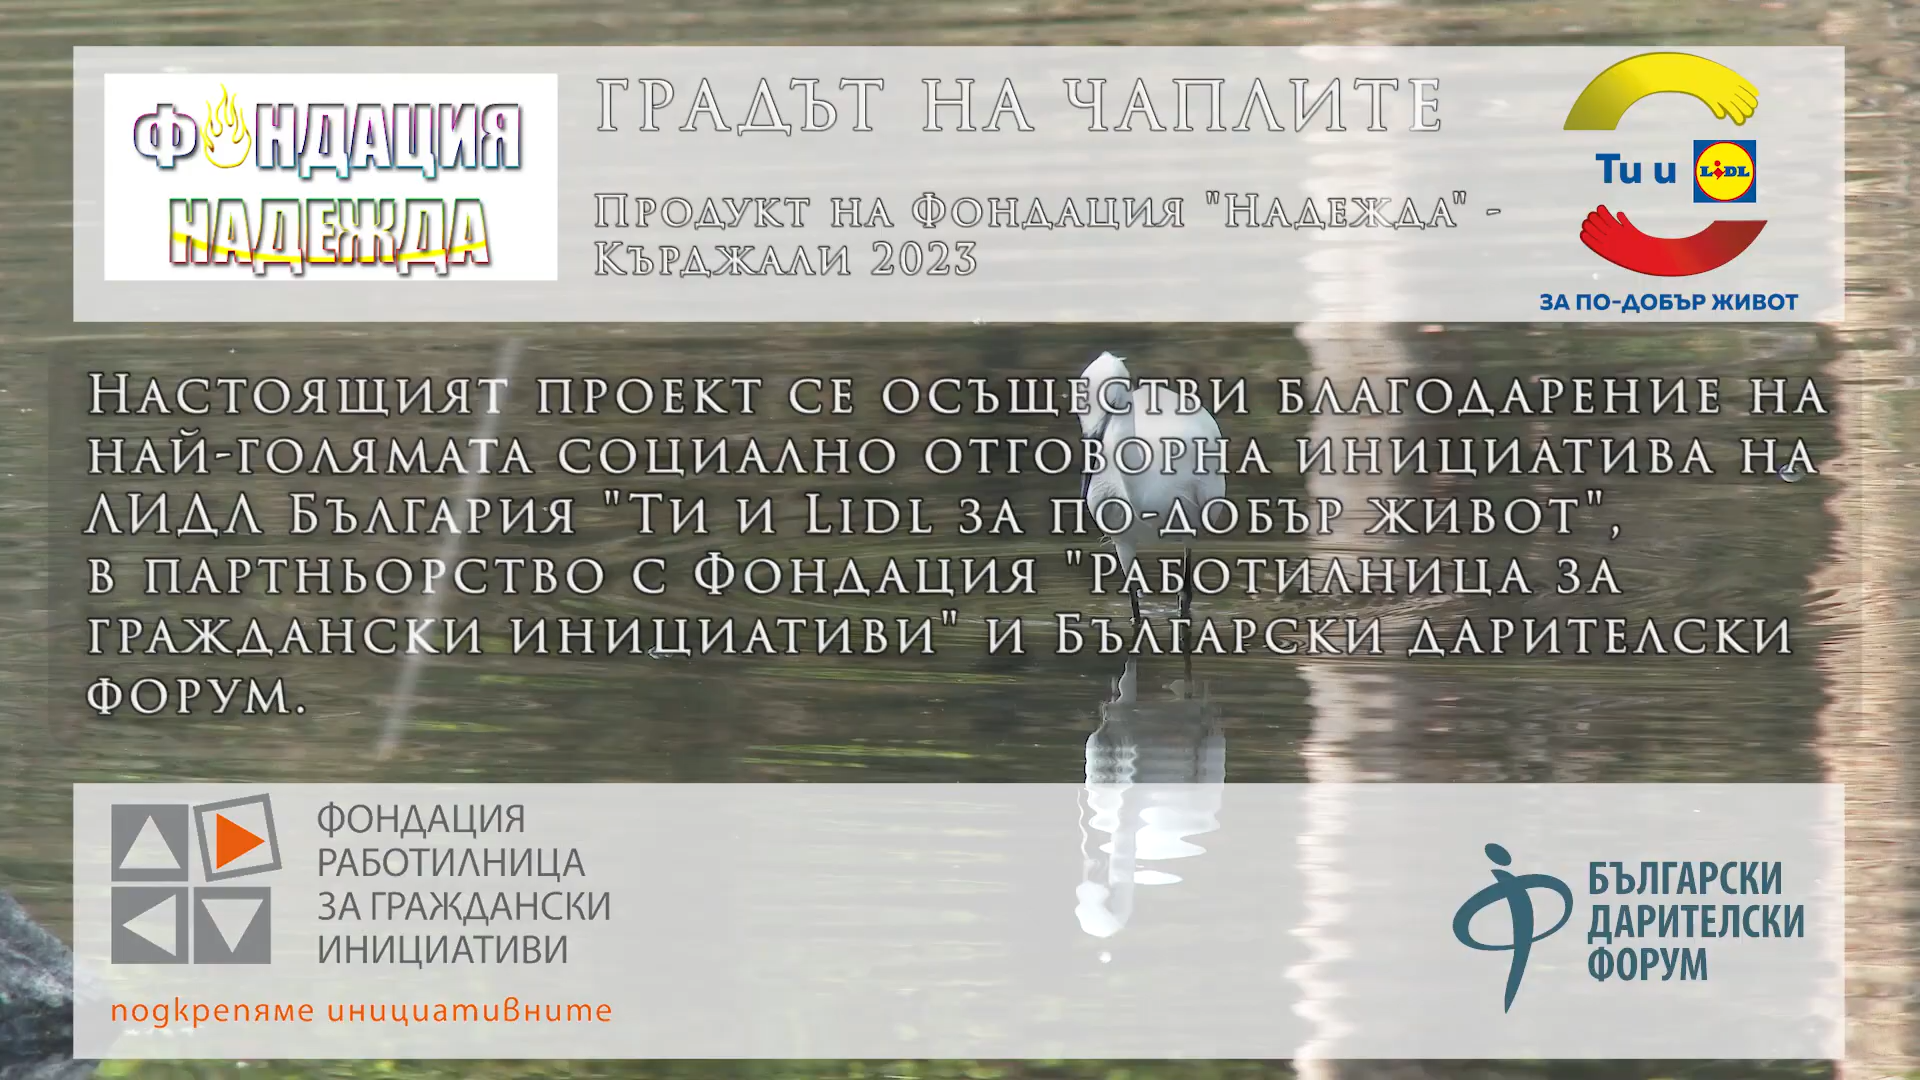 ФОНДАЦИЯ
НАДЕЖДА
ГРАДЪТ НА ЧАПЛИТЕ
Продукт на Фондация "Надежда" -
Кърджали 2023
Ти и LIDL
ЗА ПО-ДОБЪР ЖИВОТ
Настоящият проект се осъществи благодарение на
най-голямата социално отговорна инициатива на
ЛИДЛ България "Ти и Lidl за по-добър живот",
в партньорство с Фондация "Работилница за
граждански инициативи" и Български дарителски
форум.
ФОНДАЦИЯ
РАБОТИЛНИЦА
ЗА ГРАЖДАНСКИ
ИНИЦИАТИВИ
подкрепяме инициативните
БЪЛГАРСКИ
ДАРИТЕЛСКИ
ФОРУМ